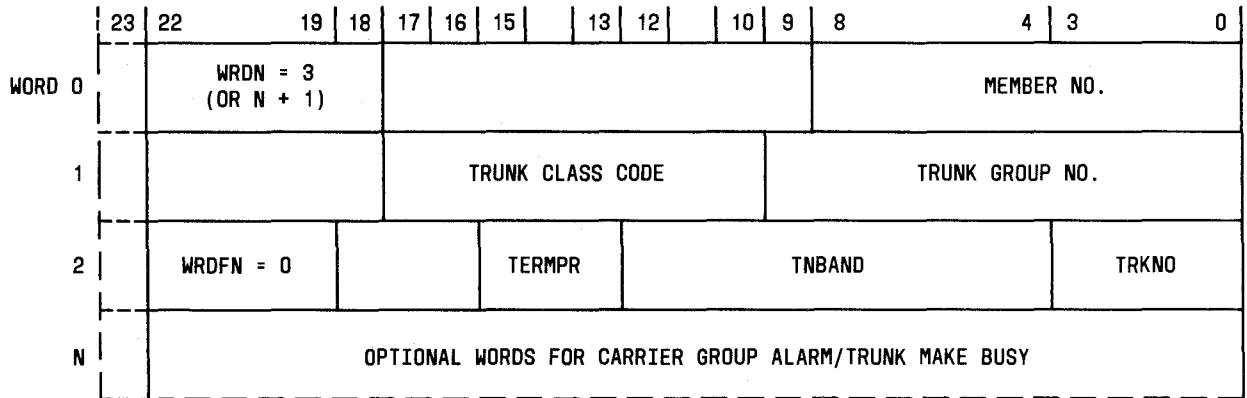 23 22 19 18 17 16 15 13 12 10 9 8 4 3 0
WORD 0 WRDN = 3 MEMBER NO.
(OR N + 1)
1 TRUNK CLASS CODE TRUNK GROUP NO.
2 WRDFN = 0 TERMPR TNBAND TRKNO
N OPTIONAL WORDS FOR CARRIER GROUP ALARM/TRUNK MAKE BUSY